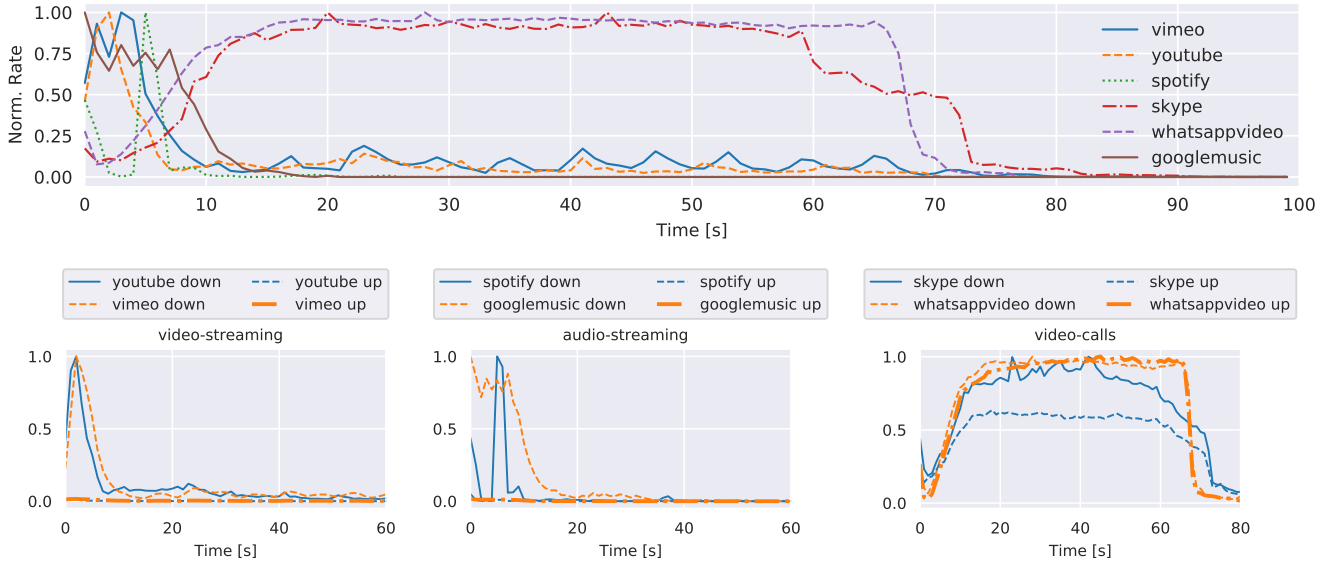 1.00
0.75
0.50
0.25
0.00
Norm. Rate
0 10 20 30 40 50 60 70 80 90 100
Time [s]
vimeo
youtube
spotify
skype
whatsappvideo
googlemusic
youtube down youtube up
vimeo down vimeo up
video-streaming
1.0
0.5
0.0
0 20 40 60
Time [s]
spotify down spotify up
googlemusic down googlemusic up
audio-streaming
1.0
0.5
0.0
0 20 40 60
Time [s]
skype down skype up
whatsappvideo down whatsappvideo up
video-calls
1.0
0.5
0.0
0 20 40 60 80
Time [s]